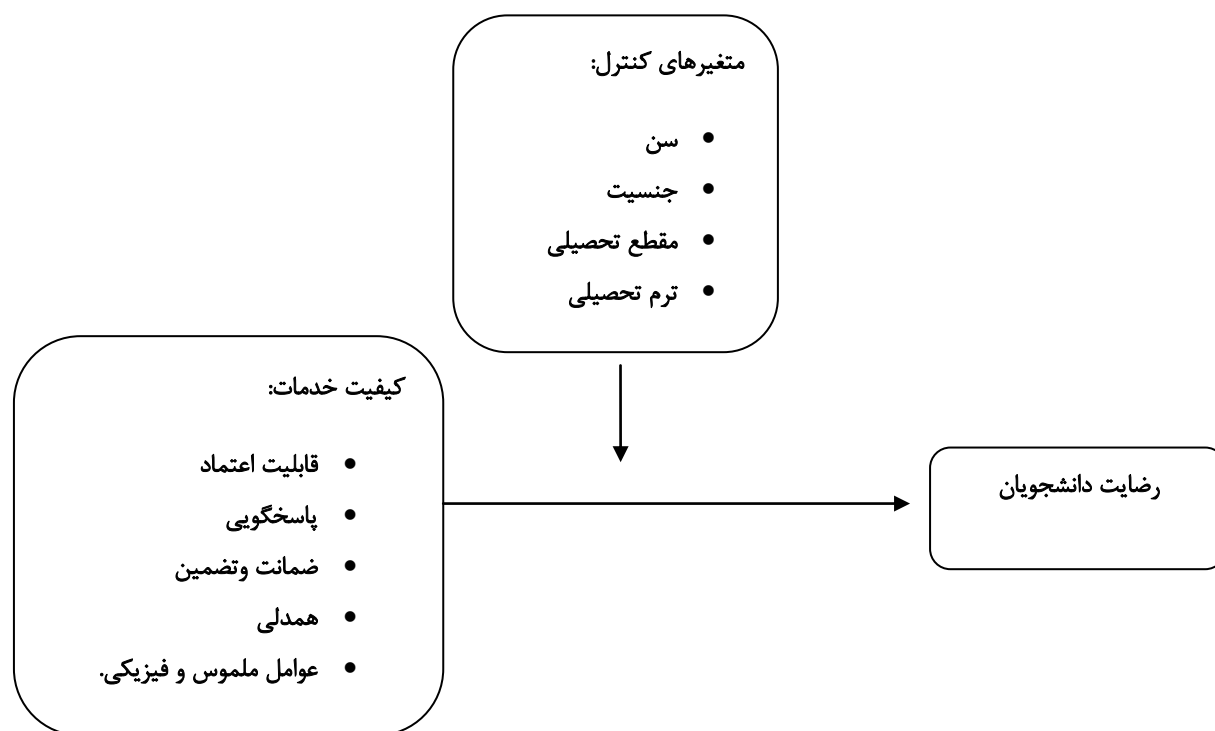 متغیرهای کنترل:
• سن
• جنسیت
• مقطع تحصیلی
• ترم تحصیلی
کیفیت خدمات:
• قابلیت اعتماد
• پاسخگویی
• ضمانت وتضمین
• همدلی
• عوامل ملموس و فیزیکی.
رضایت دانشجویان